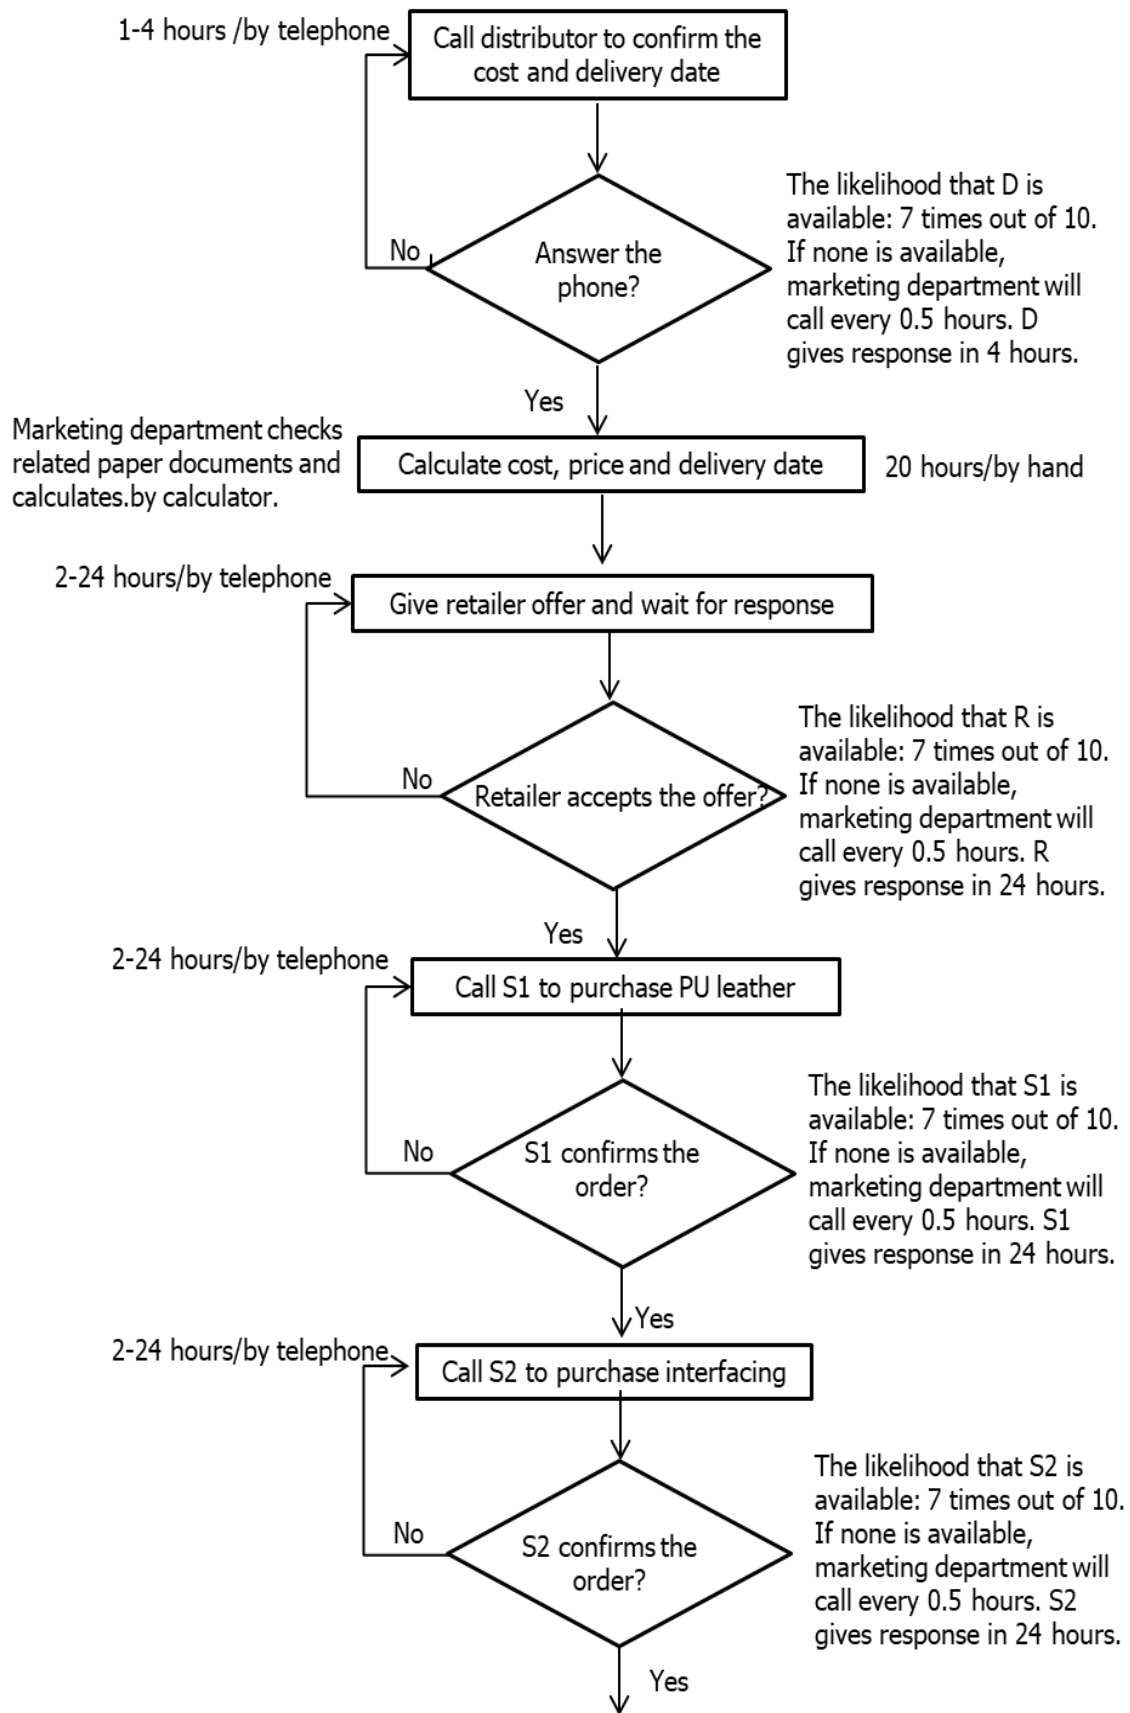 1-4 hours /by telephone
Call distributor to confirm the
cost and delivery date
The likelihood that D is
available: 7 times out of 10.
If none is available,
marketing department will
call every 0.5 hours. D
gives response in 4 hours.
No
Answer the
phone?
Yes
Marketing department checks
related paper documents and
calculates.by calculator.
Calculate cost, price and delivery date
20 hours/by hand
2-24 hours/by telephone
Give retailer offer and wait for response
The likelihood that R is
available: 7 times out of 10.
If none is available,
marketing department will
call every 0.5 hours. R
gives response in 24 hours.
No
Retailer accepts the offer?
Yes
2-24 hours/by telephone
Call S1 to purchase PU leather
The likelihood that S1 is
available: 7 times out of 10.
If none is available,
marketing department will
call every 0.5 hours. S1
gives response in 24 hours.
No
S1 confirms the
order?
Yes
2-24 hours/by telephone
Call S2 to purchase interfacing
The likelihood that S2 is
available: 7 times out of 10.
If none is available,
marketing department will
call every 0.5 hours. S2
gives response in 24 hours.
No
S2 confirms the
order?
Yes